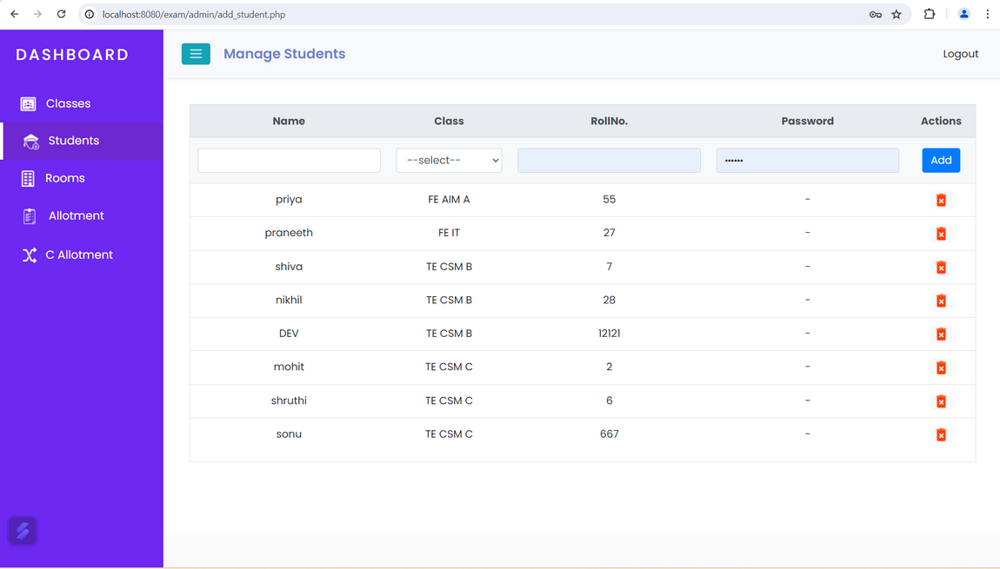 localhost:8080/exam/admin/add_student.php
DASHBOARD
Manage Students
Logout
Classes
Students
Rooms
Allotment
C Allotment
Name Class RollNo. Password Actions
--select-- •••••• Add
priya FE AIM A 55 -
praneeth FE IT 27 -
shiva TE CSM B 7 -
nikhil TE CSM B 28 -
DEV TE CSM B 12121 -
mohit TE CSM C 2 -
shruthi TE CSM C 6 -
sonu TE CSM C 667 -